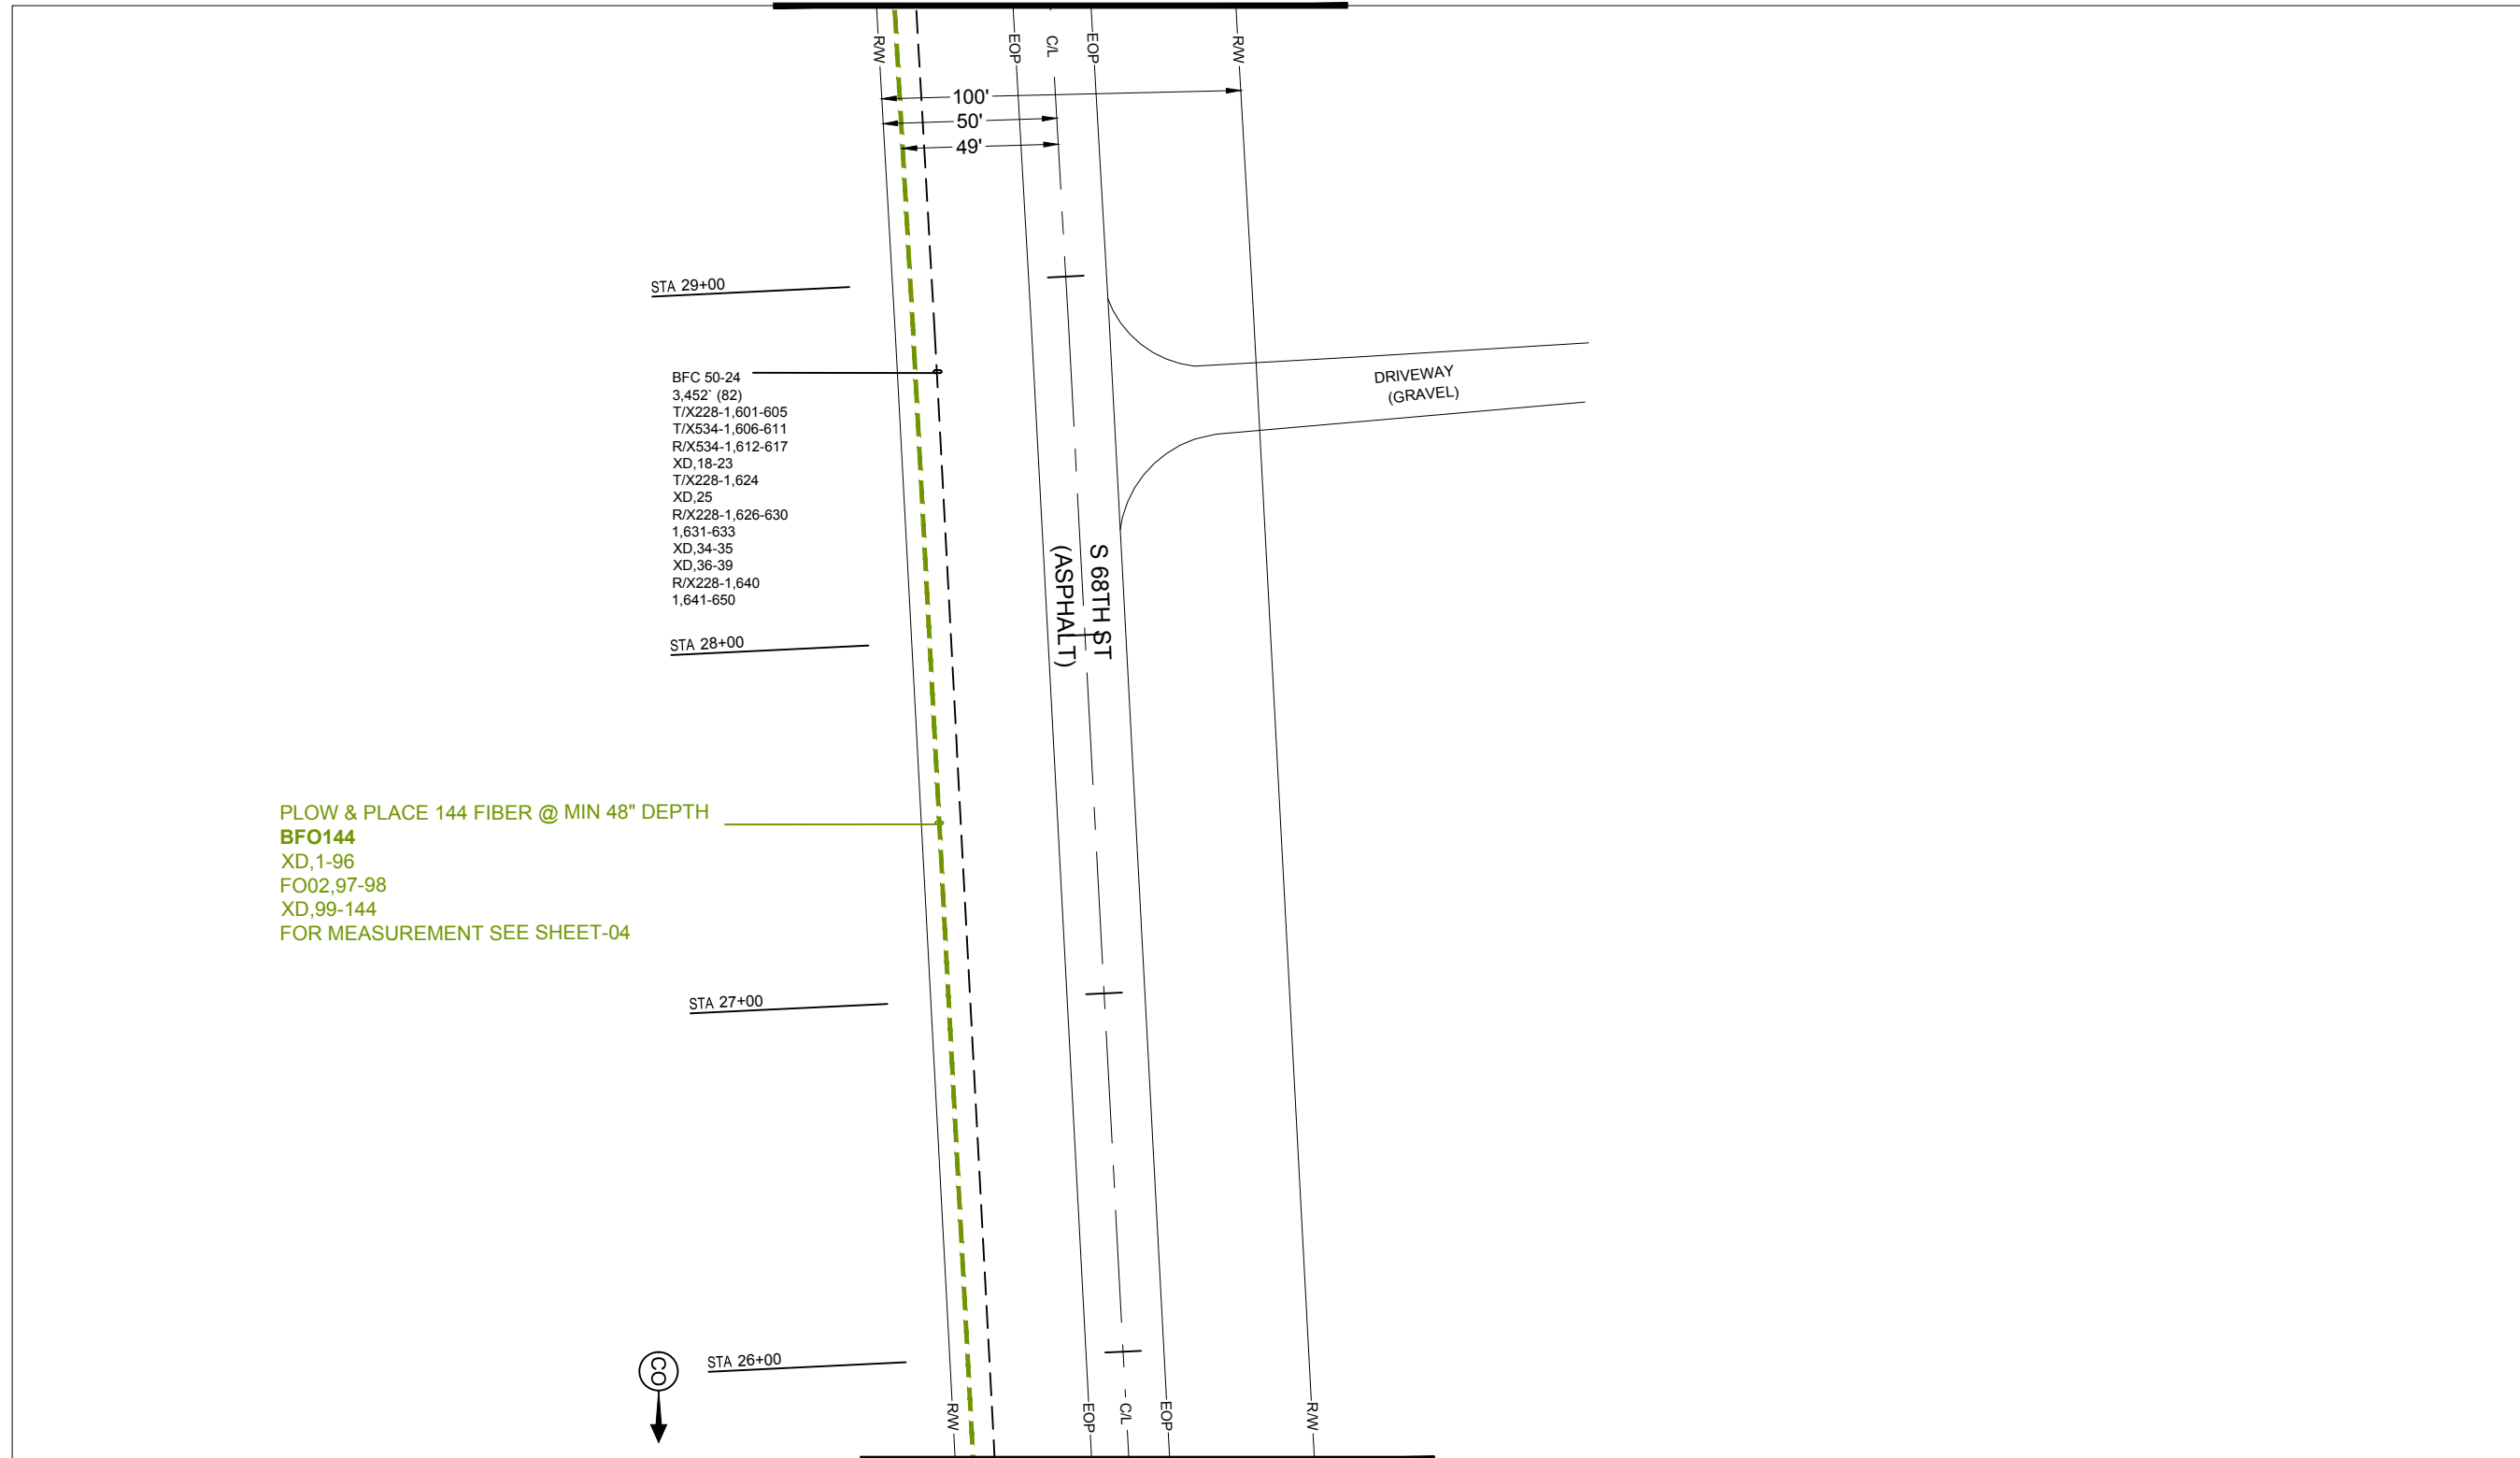 R/W
EOP
C/L
EOP
R/W
100'
50'
49'
STA 29+00
BFC 50-24
3,452` (82)
T/X228-1,601-605
T/X534-1,606-611
R/X534-1,612-617
XD,18-23
T/X228-1,624
XD,25
R/X228-1,626-630
1,631-633
XD,34-35
XD,36-39
R/X228-1,640
1,641-650
DRIVEWAY
(GRAVEL)
S 68TH ST
(ASPHALT)
STA 28+00
PLOW & PLACE 144 FIBER @ MIN 48" DEPTH
BFO144
XD,1-96
FO02,97-98
XD,99-144
FOR MEASUREMENT SEE SHEET-04
STA 27+00
STA 26+00
CO
R/W
EOP
C/L
EOP
R/W